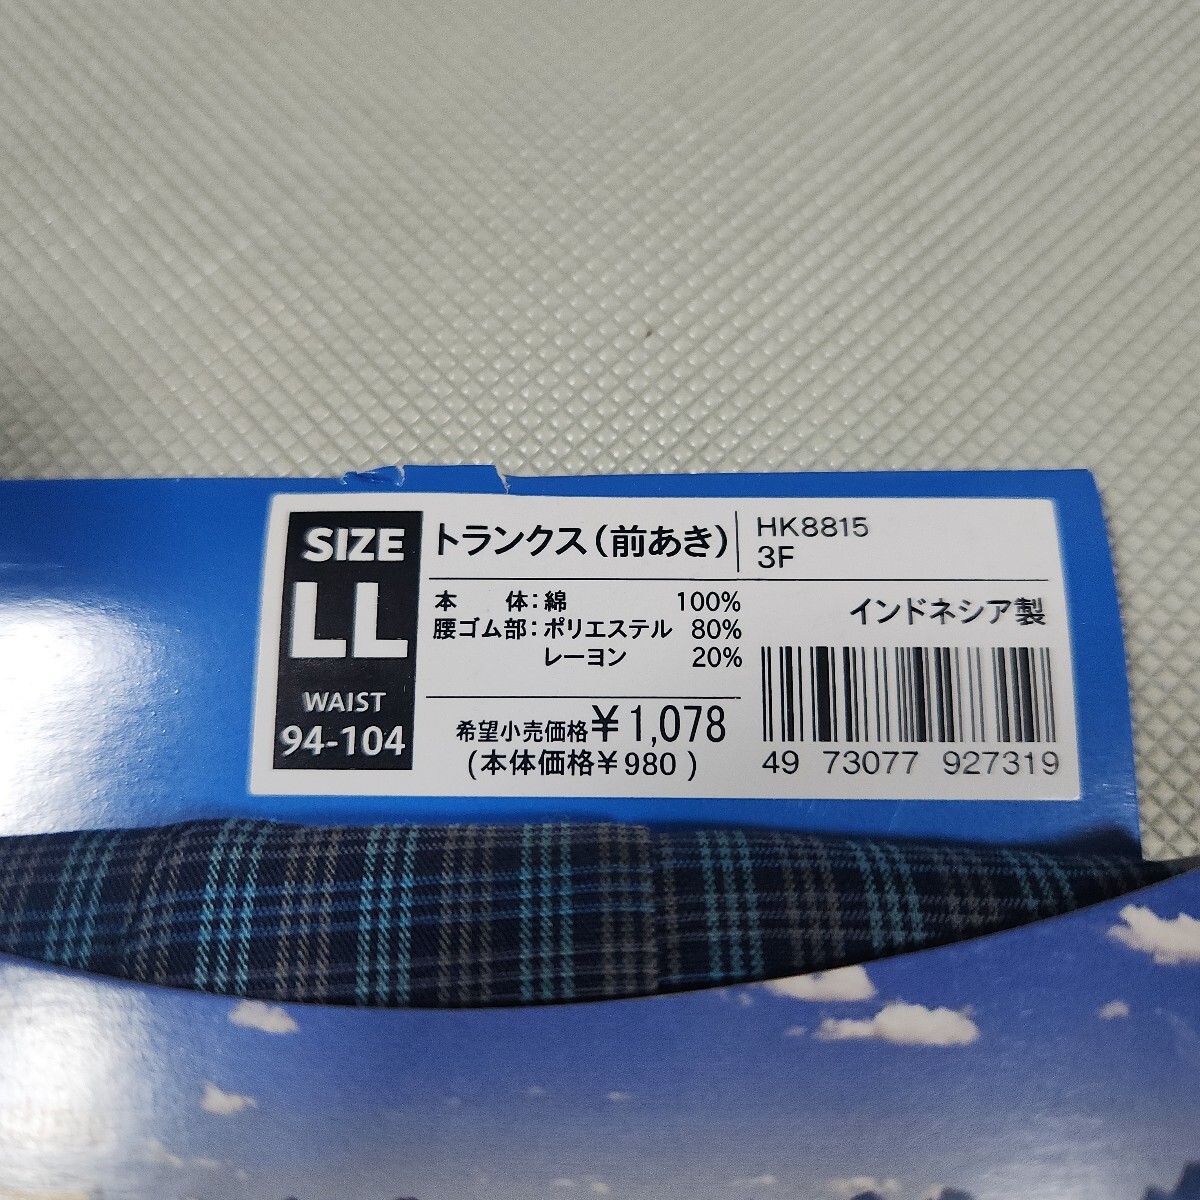 SIZE
LL
WAIST
94-104
トランクス（前あき）
HK8815
3F
本　体：綿 100%
腰ゴム部：ポリエステル 80%
レーヨン 20%
インドネシア製
希望小売価格¥1,078
(本体価格¥980 )
49 73077 927319